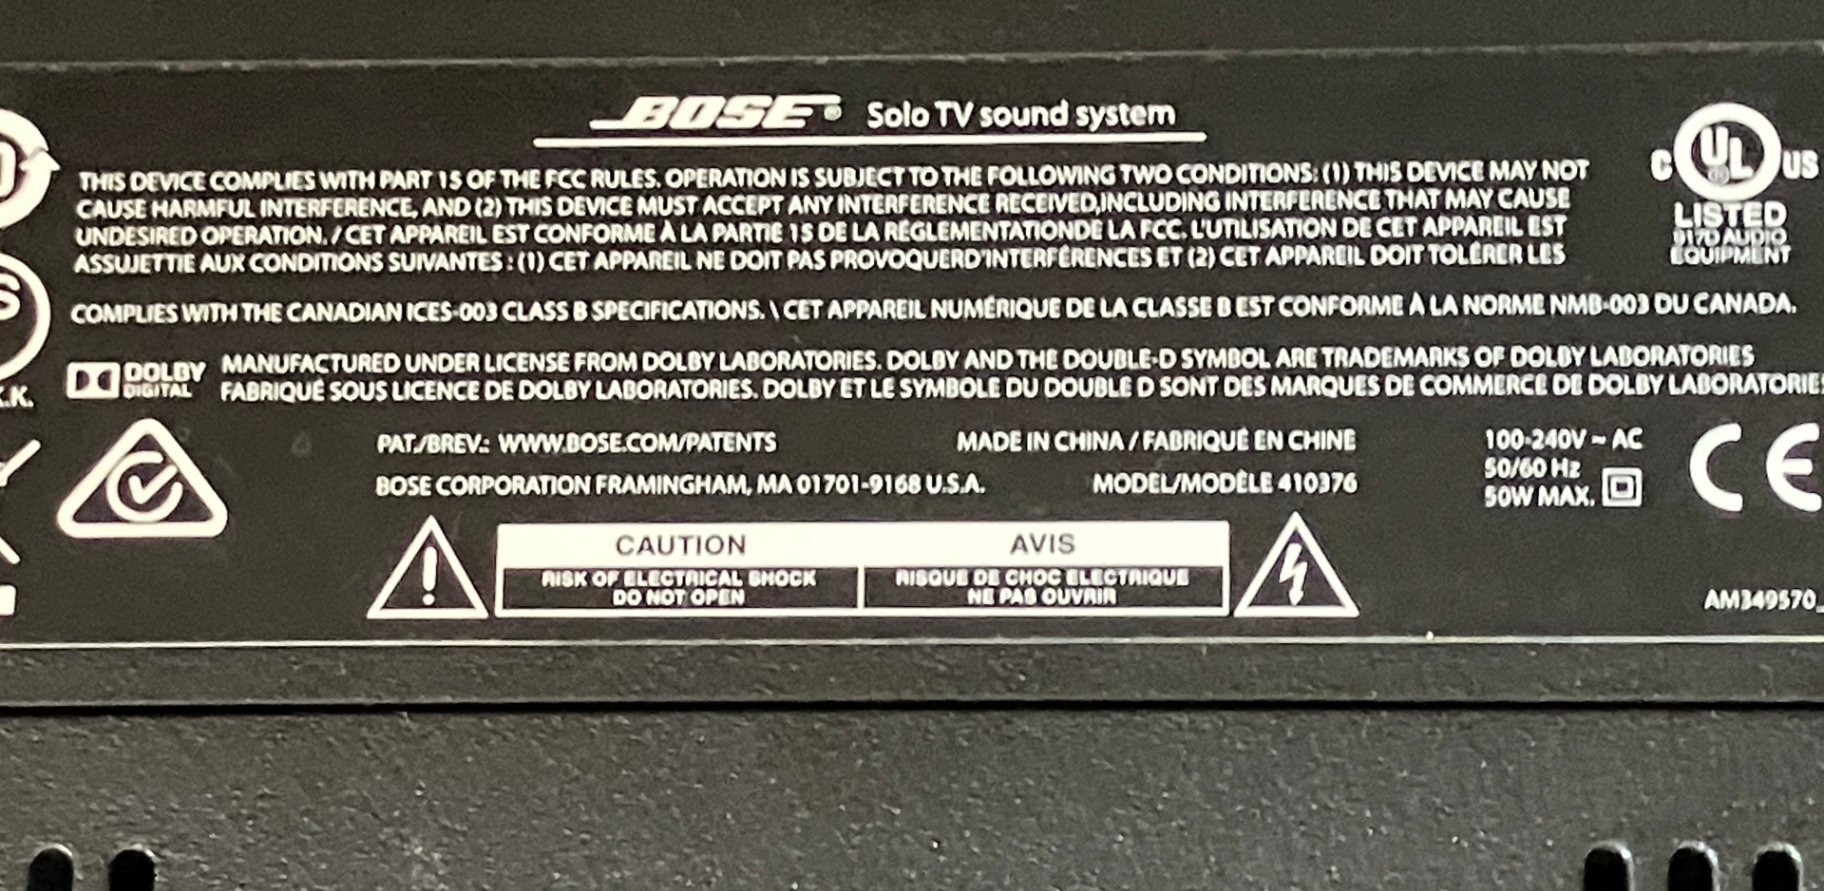 BOSE® Solo TV sound system
THIS DEVICE COMPLIES WITH PART 15 OF THE FCC RULES. OPERATION IS SUBJECT TO THE FOLLOWING TWO CONDITIONS: (1) THIS DEVICE MAY NOT
CAUSE HARMFUL INTERFERENCE, AND (2) THIS DEVICE MUST ACCEPT ANY INTERFERENCE RECEIVED,INCLUDING INTERFERENCE THAT MAY CAUSE
UNDESIRED OPERATION. / CET APPAREIL EST CONFORME À LA PARTIE 15 DE LA RÉGLEMENTATIONDE LA FCC. L'UTILISATION DE CET APPAREIL EST
ASSUJETTIE AUX CONDITIONS SUIVANTES : (1) CET APPAREIL NE DOIT PAS PROVOQUERD'INTERFÉRENCES ET (2) CET APPAREIL DOIT TOLÉRER LES
C UL® US
LISTED
9170 AUDIO
EQUIPMENT
S
COMPLIES WITH THE CANADIAN ICES-003 CLASS B SPECIFICATIONS. \ CET APPAREIL NUMÉRIQUE DE LA CLASSE B EST CONFORME À LA NORME NMB-003 DU CANADA.
.K.
DOLBY
DIGITAL
MANUFACTURED UNDER LICENSE FROM DOLBY LABORATORIES. DOLBY AND THE DOUBLE-D SYMBOL ARE TRADEMARKS OF DOLBY LABORATORIES
FABRIQUÉ SOUS LICENCE DE DOLBY LABORATORIES. DOLBY ET LE SYMBOLE DU DOUBLE D SONT DES MARQUES DE COMMERCE DE DOLBY LABORATORIES
PAT./BREV.: WWW.BOSE.COM/PATENTS
MADE IN CHINA / FABRIQUÉ EN CHINE
BOSE CORPORATION FRAMINGHAM, MA 01701-9168 U.S.A.
MODEL/MODÈLE 410376
100-240V ~ AC
50/60 Hz
50W MAX.
CE
CAUTION
RISK OF ELECTRICAL SHOCK
DO NOT OPEN
AVIS
RISQUE DE CHOC ELECTRIQUE
NE PAS OUVRIR
AM349570_